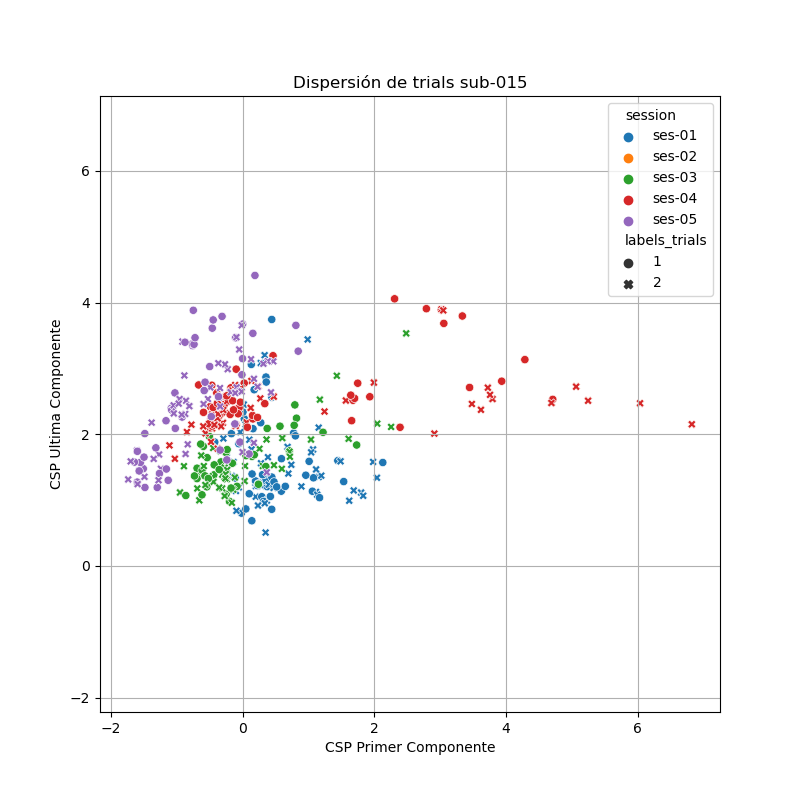 Dispersión de trials sub-015
session
ses-01
ses-02
ses-03
ses-04
ses-05
labels_trials
1
2
6
4
2
0
−2
CSP Ultima Componente
−2
0
2
4
6
CSP Primer Componente